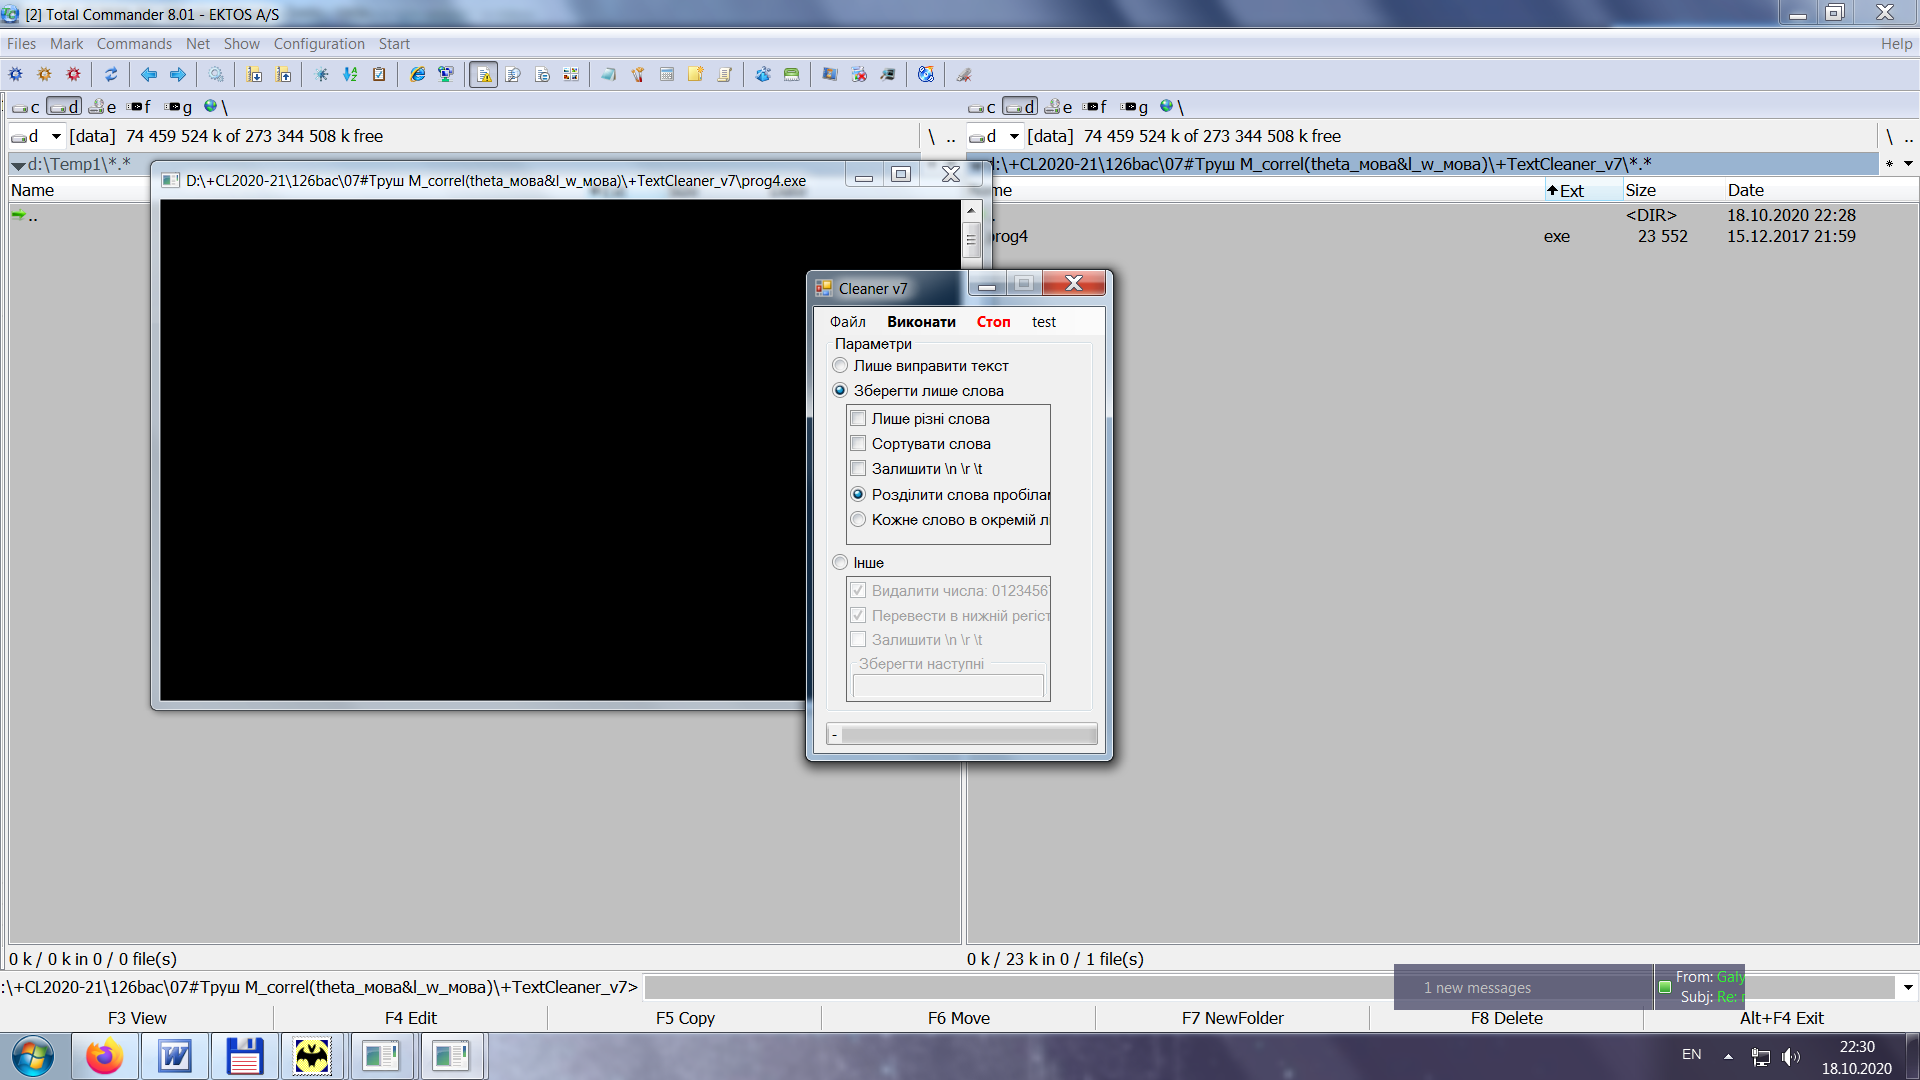 [2] Total Commander 8.01 - EKTOS A/S
Files Mark Commands Net Show Configuration Start Help
c d e f g \
c d e f g \
d [data] 74 459 524 k of 273 344 508 k free \ ..
d [data] 74 459 524 k of 273 344 508 k free \ ..
d:\Temp1\*.*
d:\+CL2020-21\126bac\07#Труш M_correl(theta_мова&l_w_мова)\+TextCleaner_v7\*.* *
Name
Ext Size Date
..
<DIR> 18.10.2020 22:28
prog4 exe 23 552 15.12.2017 21:59
D:\+CL2020-21\126bac\07#Труш M_correl(theta_мова&l_w_мова)\+TextCleaner_v7\prog4.exe
Cleaner v7
Файл Виконати Стоп test
Параметри
Лише виправити текст
Зберегти лише слова
Лише різні слова
Сортувати слова
Залишити \n \r \t
Розділити слова пробілам
Кожне слово в окремій л
Інше
Видалити числа: 0123456
Перевести в нижній регіст
Залишити \n \r \t
Зберегти наступні
-
0 k / 0 k in 0 / 0 file(s)
0 k / 23 k in 0 / 1 file(s)
:\+CL2020-21\126bac\07#Труш M_correl(theta_мова&l_w_мова)\+TextCleaner_v7>
1 new messages
From: Galy
Subj: Re:
F3 View F4 Edit F5 Copy F6 Move F7 NewFolder F8 Delete Alt+F4 Exit
EN
22:30
18.10.2020